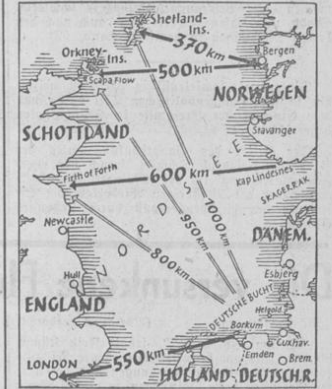 Shetland-
Ins.
370 km
Bergen
Orkney-
Ins.
500 km
Scapa Flow
NORWEGEN
SCHOTTLAND
Stavanger
Firth of Forth
600 km
Kap Lindesnes
SKAGERRAK
ORDSEE
950 km
1000 km
Newcastle
800 km
DÄNEM.
Hull
Esbjerg
ENGLAND
DEUTSCHE BUCHT
Helgold
Borkum
Cuxhav.
LONDON
550 km
Emden
Brem.
HOLLAND
DEUTSCH.R.